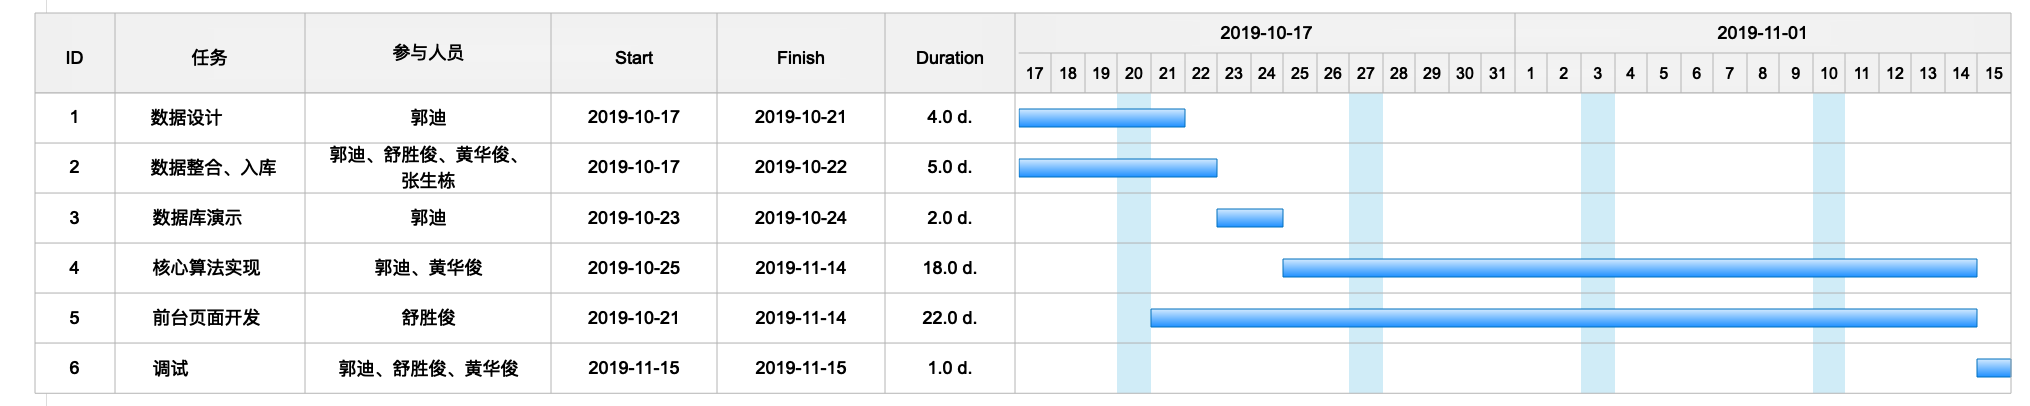 ID 任务 参与人员 Start Finish Duration 2019-10-17 2019-11-01
17 18 19 20 21 22 23 24 25 26 27 28 29 30 31 1 2 3 4 5 6 7 8 9 10 11 12 13 14 15
1 数据设计 郭迪 2019-10-17 2019-10-21 4.0 d.
2 数据整合、入库 郭迪、舒胜俊、黄华俊、 2019-10-17 2019-10-22 5.0 d.
张生栋
3 数据库演示 郭迪 2019-10-23 2019-10-24 2.0 d.
4 核心算法实现 郭迪、黄华俊 2019-10-25 2019-11-14 18.0 d.
5 前台页面开发 舒胜俊 2019-10-21 2019-11-14 22.0 d.
6 调试 郭迪、舒胜俊、黄华俊 2019-11-15 2019-11-15 1.0 d.